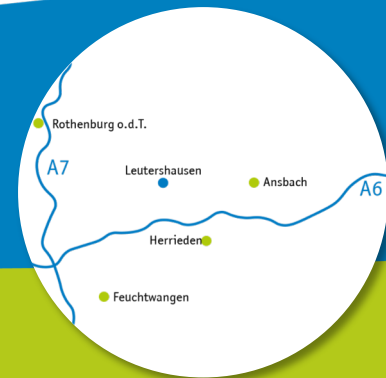 Rothenburg o.d.T.
A7
Leutershausen
Ansbach
A6
Herrieden
Feuchtwangen